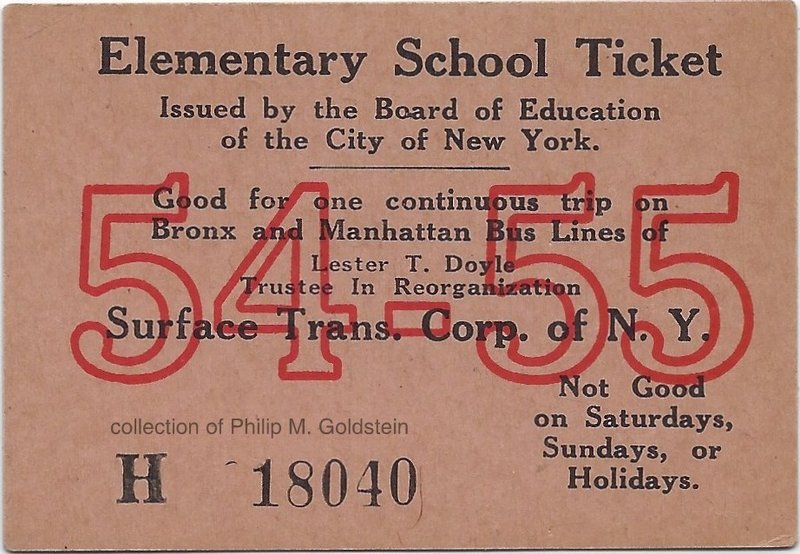 Elementary School Ticket
Issued by the Board of Education
of the City of New York.
54-55
Good for one continuous trip on
Bronx and Manhattan Bus Lines of
Lester T. Doyle
Trustee In Reorganization
Surface Trans. Corp. of N. Y.
Not Good
on Saturdays,
Sundays, or
Holidays.
collection of Philip M. Goldstein
H 18040